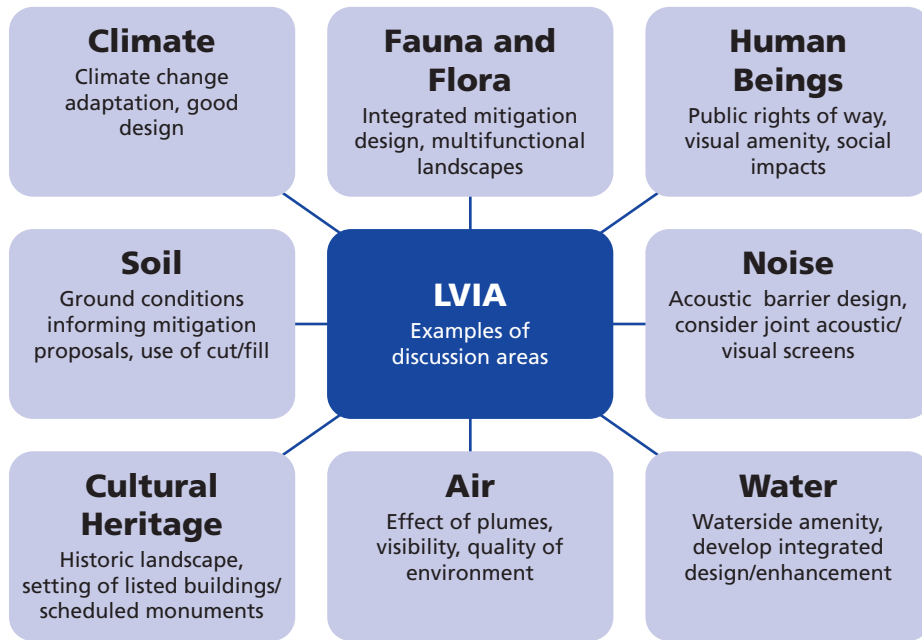 Climate
Climate change
adaptation, good
design
Fauna and
Flora
Integrated mitigation
design, multifunctional
landscapes
Human
Beings
Public rights of way,
visual amenity, social
impacts
Soil
Ground conditions
informing mitigation
proposals, use of cut/fill
LVIA
Examples of
discussion areas
Noise
Acoustic barrier design,
consider joint acoustic/
visual screens
Cultural
Heritage
Historic landscape,
setting of listed buildings/
scheduled monuments
Air
Effect of plumes,
visibility, quality of
environment
Water
Waterside amenity,
develop integrated
design/enhancement